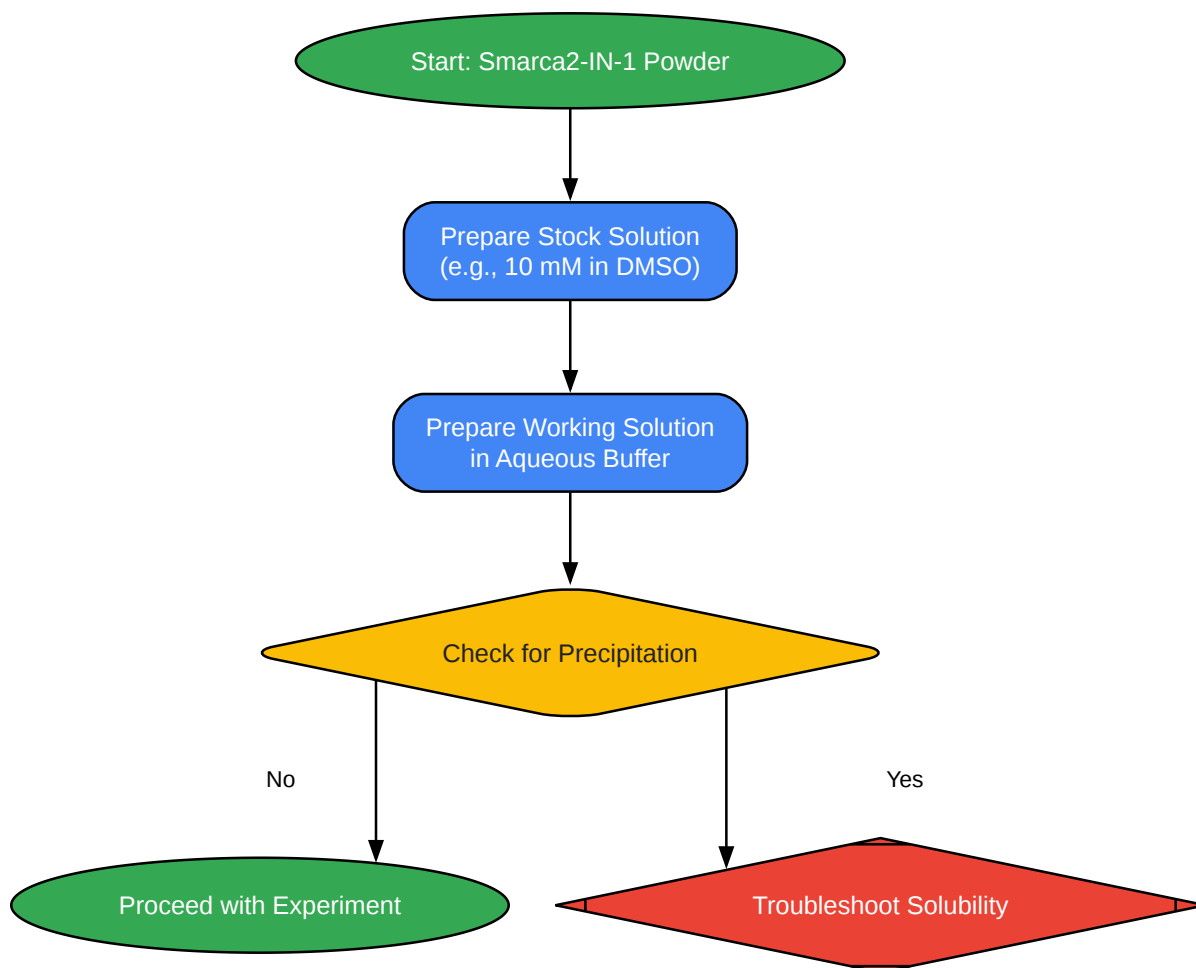 Start: Smarca2-IN-1 Powder
Prepare Stock Solution
(e.g., 10 mM in DMSO)
Prepare Working Solution
in Aqueous Buffer
Check for Precipitation
No
Yes
Proceed with Experiment
Troubleshoot Solubility